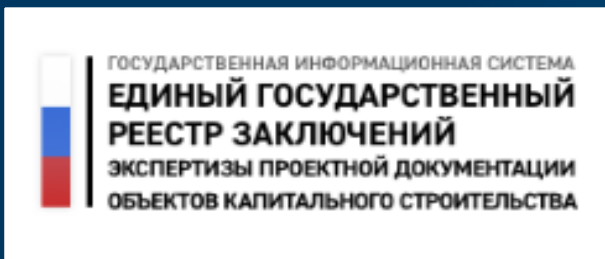 ГОСУДАРСТВЕННАЯ ИНФОРМАЦИОННАЯ СИСТЕМА
ЕДИНЫЙ ГОСУДАРСТВЕННЫЙ
РЕЕСТР ЗАКЛЮЧЕНИЙ
ЭКСПЕРТИЗЫ ПРОЕКТНОЙ ДОКУМЕНТАЦИИ
ОБЪЕКТОВ КАПИТАЛЬНОГО СТРОИТЕЛЬСТВА